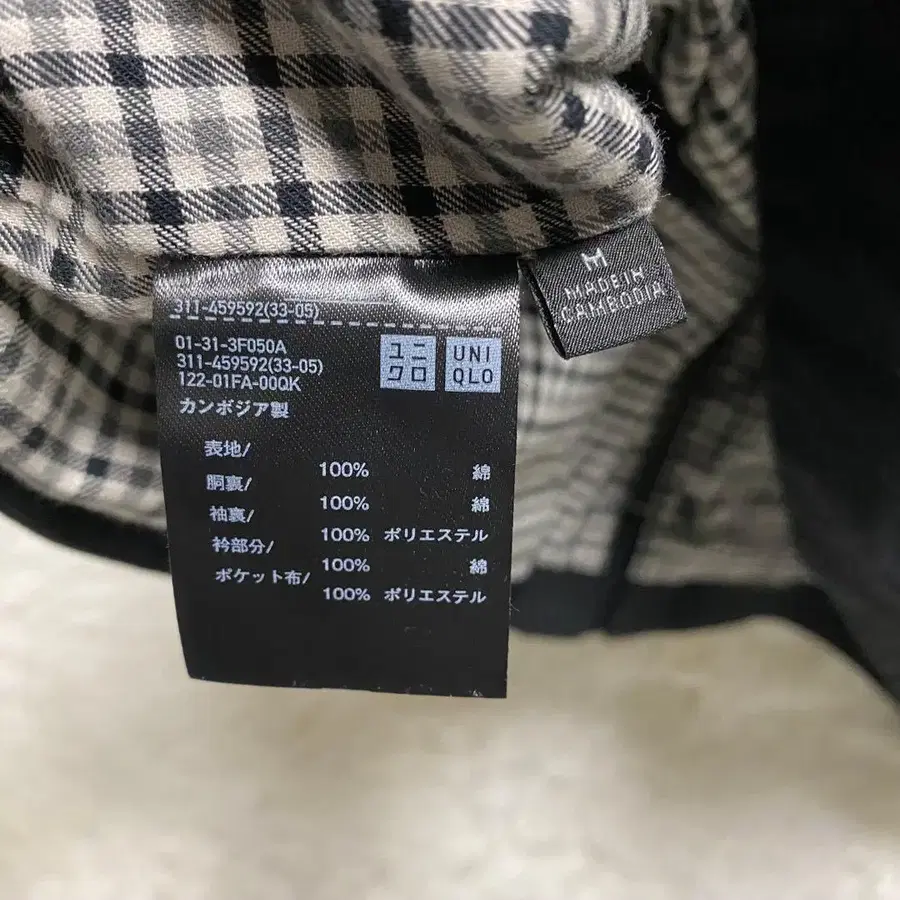 311-459592(33-05)
01-31-3F050A
311-459592(33-05)
122-01FA-00QK
ユニ
クロ
UNI
QLO
カンボジア製
表地/
100% 綿
胴裏/
100% 綿
袖裏/
100% ポリエステル
衿部分/
100% 綿
ポケット布/
100% ポリエステル
M
MADE IN
CAMBODIA